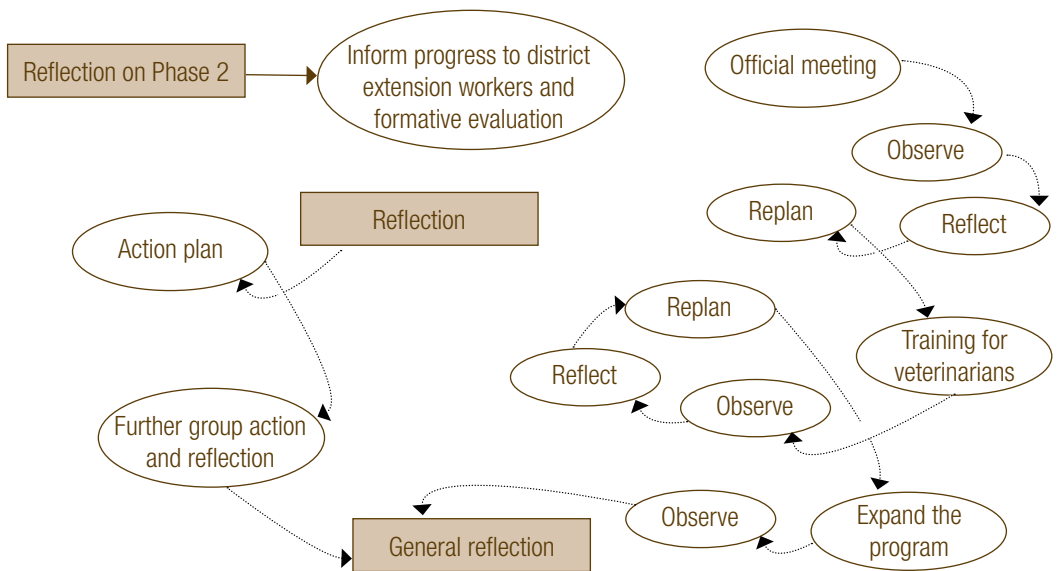 Reflection on Phase 2
Inform progress to district
extension workers and
formative evaluation
Official meeting
Observe
Reflect
Replan
Reflection
Action plan
Training for
veterinarians
Replan
Reflect
Observe
Further group action
and reflection
Expand the
program
Observe
General reflection